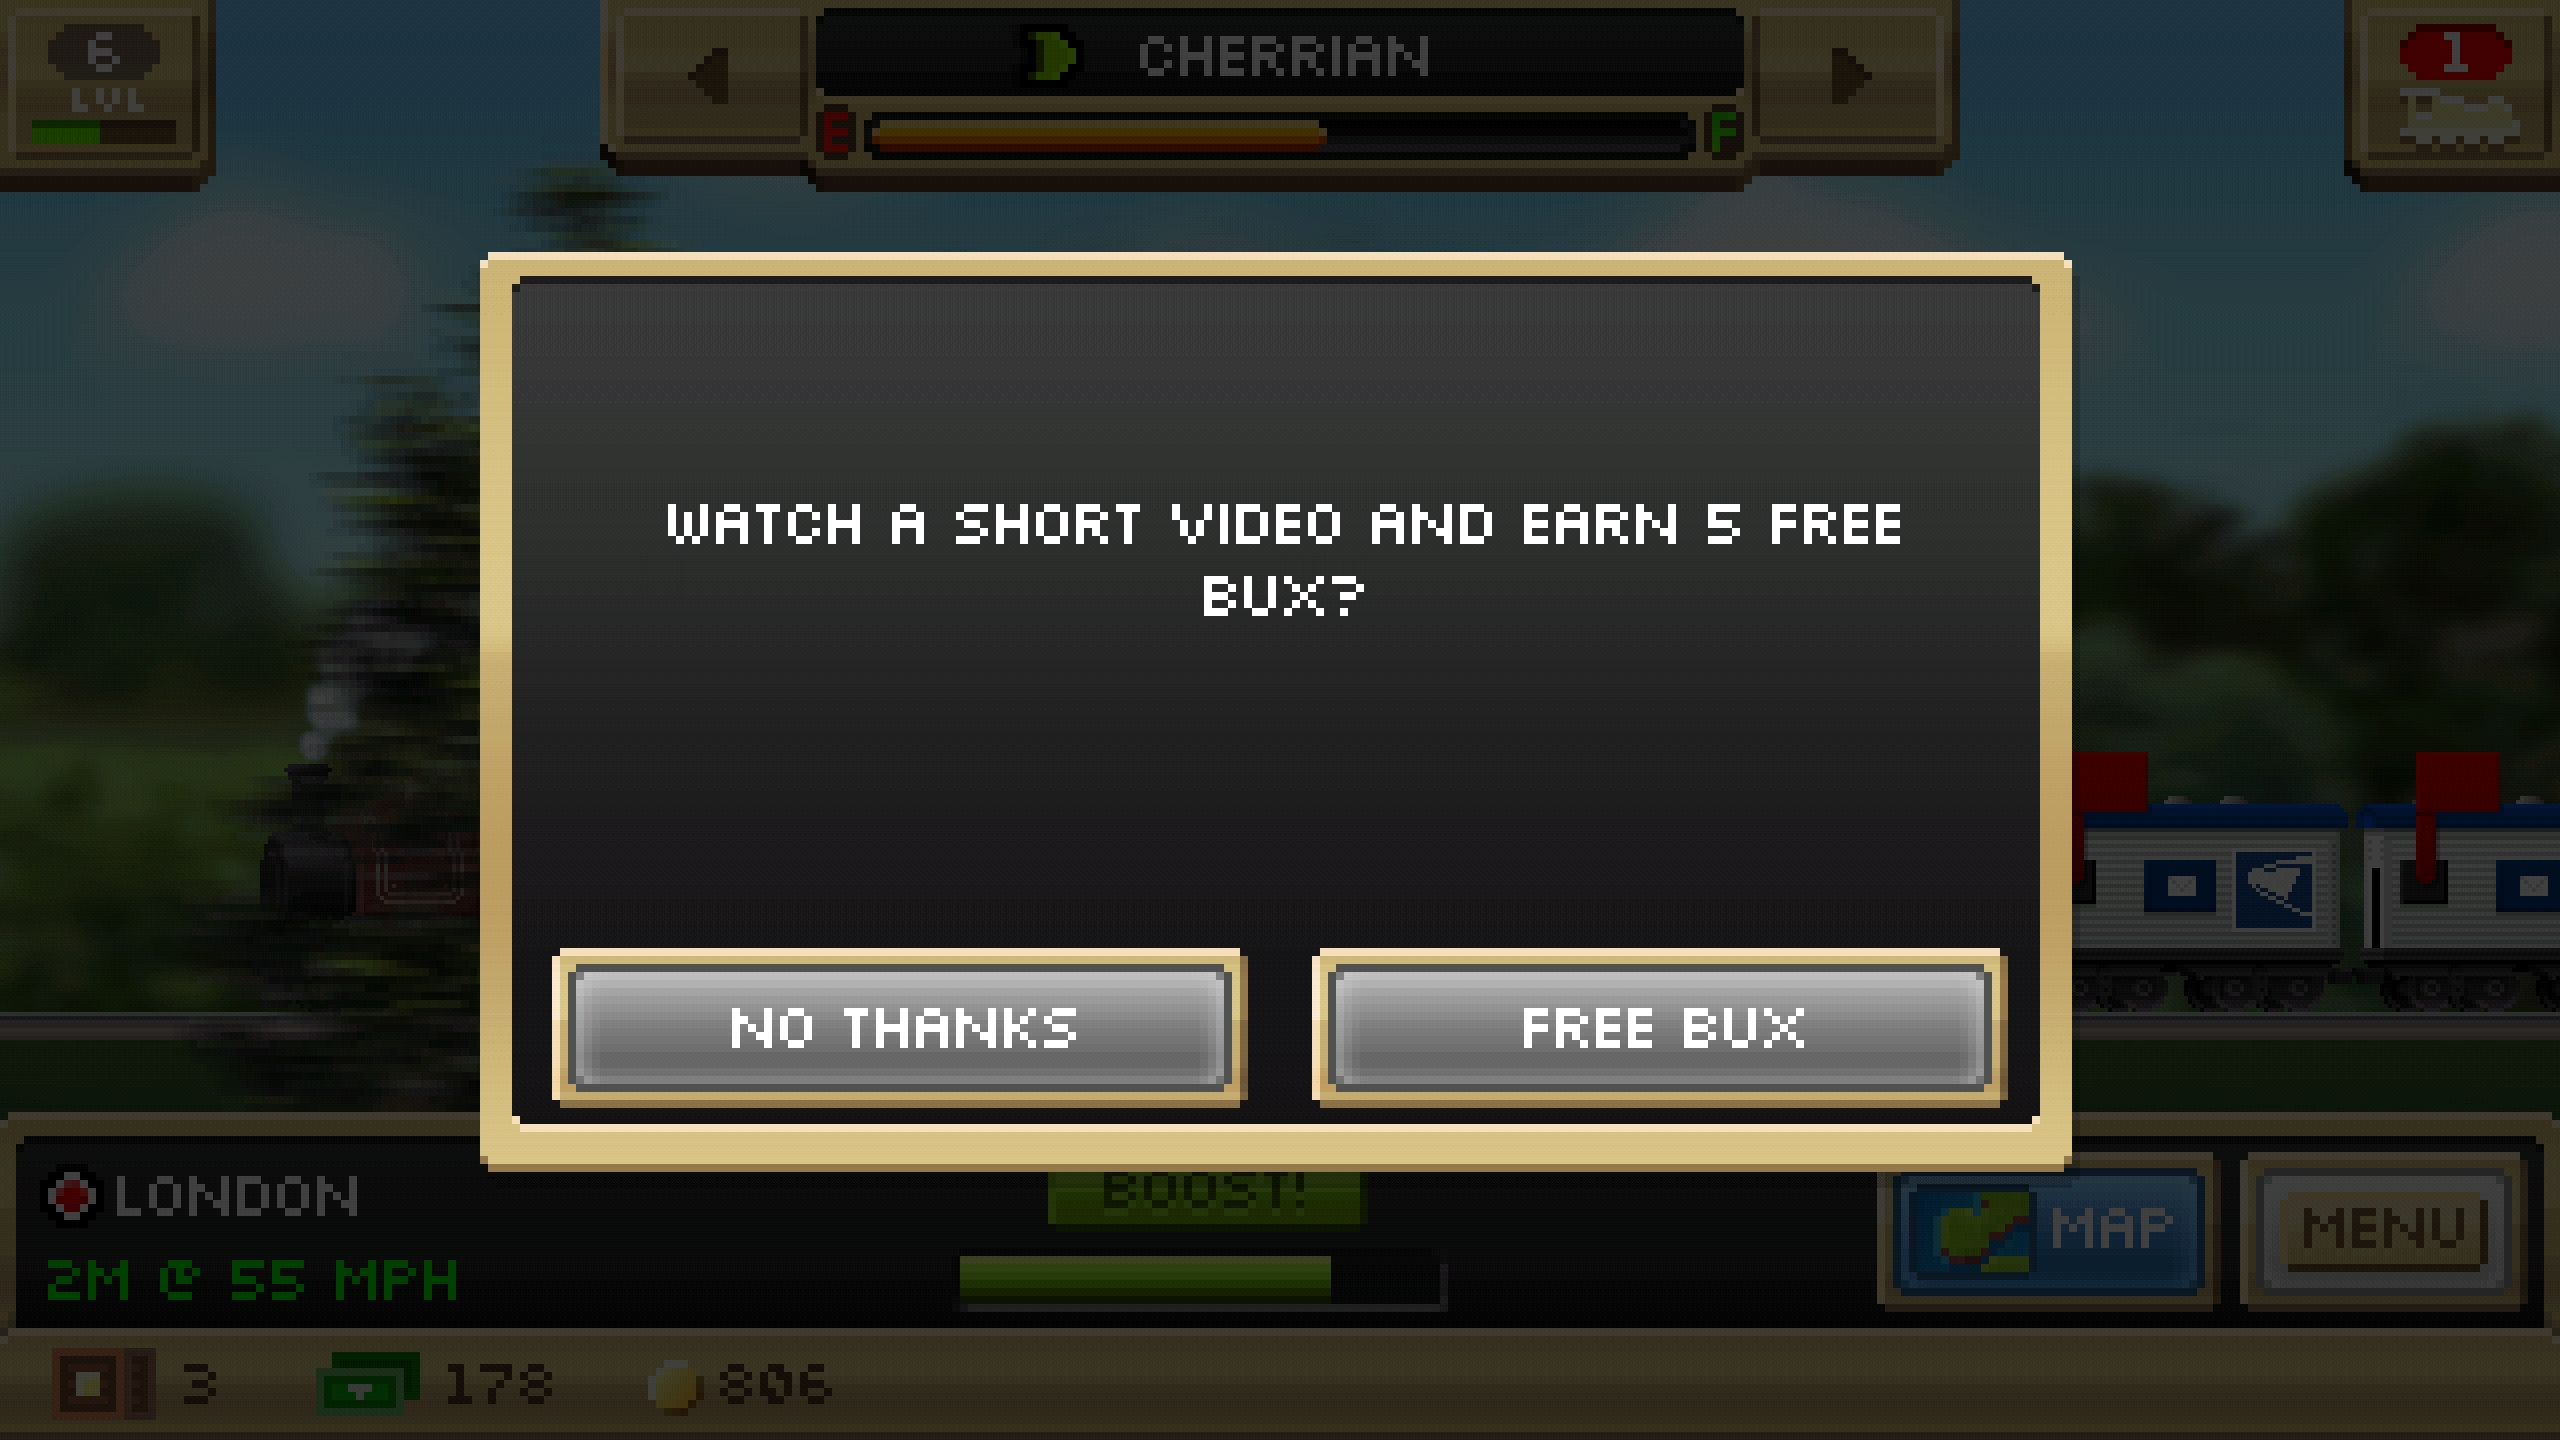 6
LVL
CHERRIAN
E F
1
WATCH A SHORT VIDEO AND EARN 5 FREE
BUX?
NO THANKS
FREE BUX
LONDON
2M @ 55 MPH
BOOST!
MAP
MENU
3
178
806